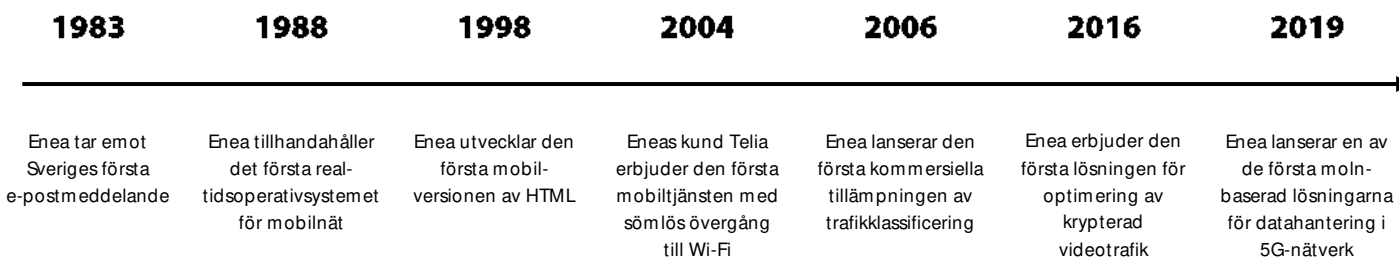 1983 1988 1998 2004 2006 2016 2019
Enea tar emot
Sveriges första
e-postmeddelande
Enea tillhandahåller
det första real-
tidsoperativsystemet
för mobilnät
Enea utvecklar den
första mobil-
versionen av HTML
Eneas kund Telia
erbjuder den första
mobiltjänsten med
sömlös övergång
till Wi-Fi
Enea lanserar den
första kommersiella
tillämpningen av
trafikklassificering
Enea erbjuder den
första lösningen för
optimering av
krypterad
videotrafik
Enea lanserar en av
de första moln-
baserad lösningarna
för datahantering i
5G-nätverk